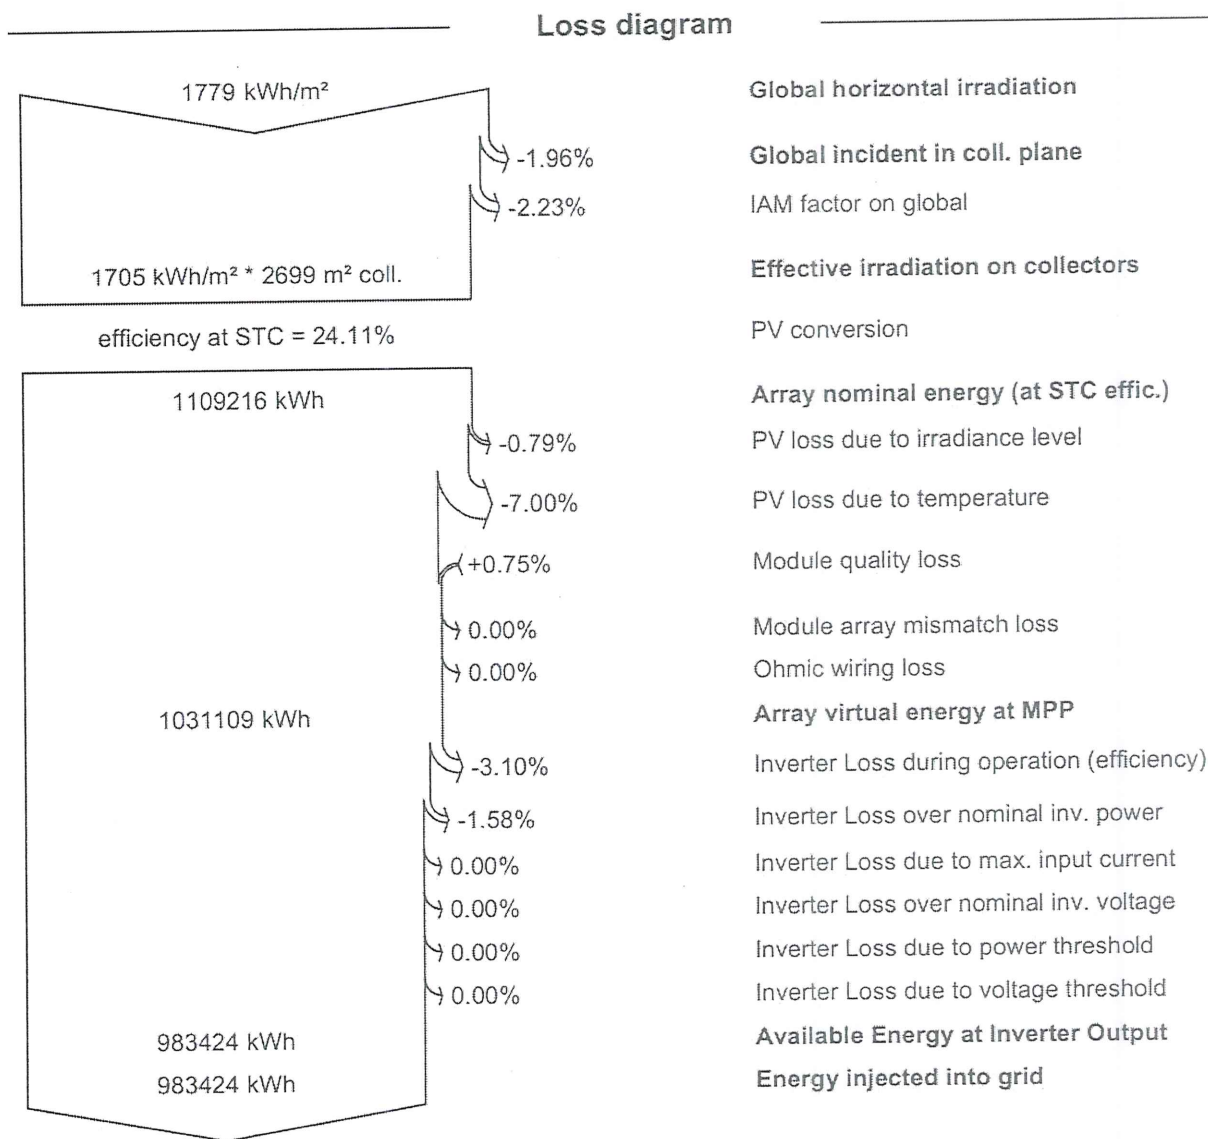 Loss diagram
1779 kWh/m² Global horizontal irradiation
-1.96% Global incident in coll. plane
-2.23% IAM factor on global
1705 kWh/m² * 2699 m² coll. Effective irradiation on collectors
efficiency at STC = 24.11% PV conversion
1109216 kWh Array nominal energy (at STC effic.)
-0.79% PV loss due to irradiance level
-7.00% PV loss due to temperature
+0.75% Module quality loss
0.00% Module array mismatch loss
0.00% Ohmic wiring loss
1031109 kWh Array virtual energy at MPP
-3.10% Inverter Loss during operation (efficiency)
-1.58% Inverter Loss over nominal inv. power
0.00% Inverter Loss due to max. input current
0.00% Inverter Loss over nominal inv. voltage
0.00% Inverter Loss due to power threshold
0.00% Inverter Loss due to voltage threshold
983424 kWh Available Energy at Inverter Output
983424 kWh Energy injected into grid